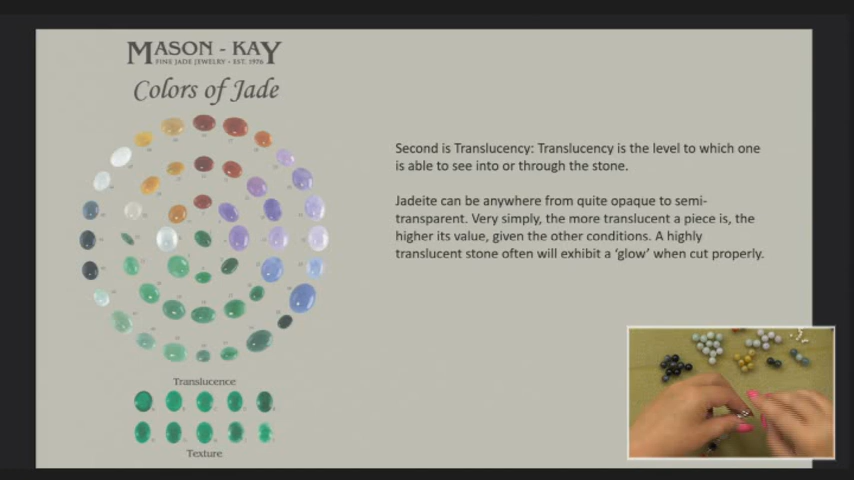 MASON - KAY
FINE JADE JEWELRY - EST. 1976
Colors of Jade
Second is Translucency: Translucency is the level to which one
is able to see into or through the stone.
Jadeite can be anywhere from quite opaque to semi-
transparent. Very simply, the more translucent a piece is, the
higher its value, given the other conditions. A highly
translucent stone often will exhibit a ‘glow’ when cut properly.
Translucence
Texture